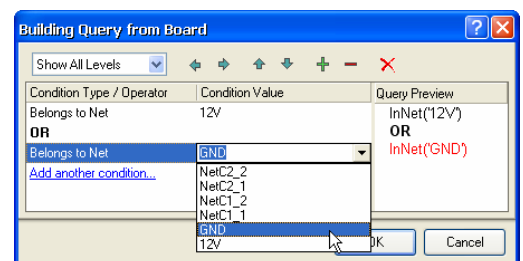 Building Query from Board
Show All Levels
Condition Type / Operator Condition Value Query Preview
Belongs to Net 12V InNet('12V')
OR OR
Belongs to Net GND InNet('GND')
Add another condition...
NetC2_2
NetC2_1
NetC1_2
NetC1_1
GND
12V
Cancel